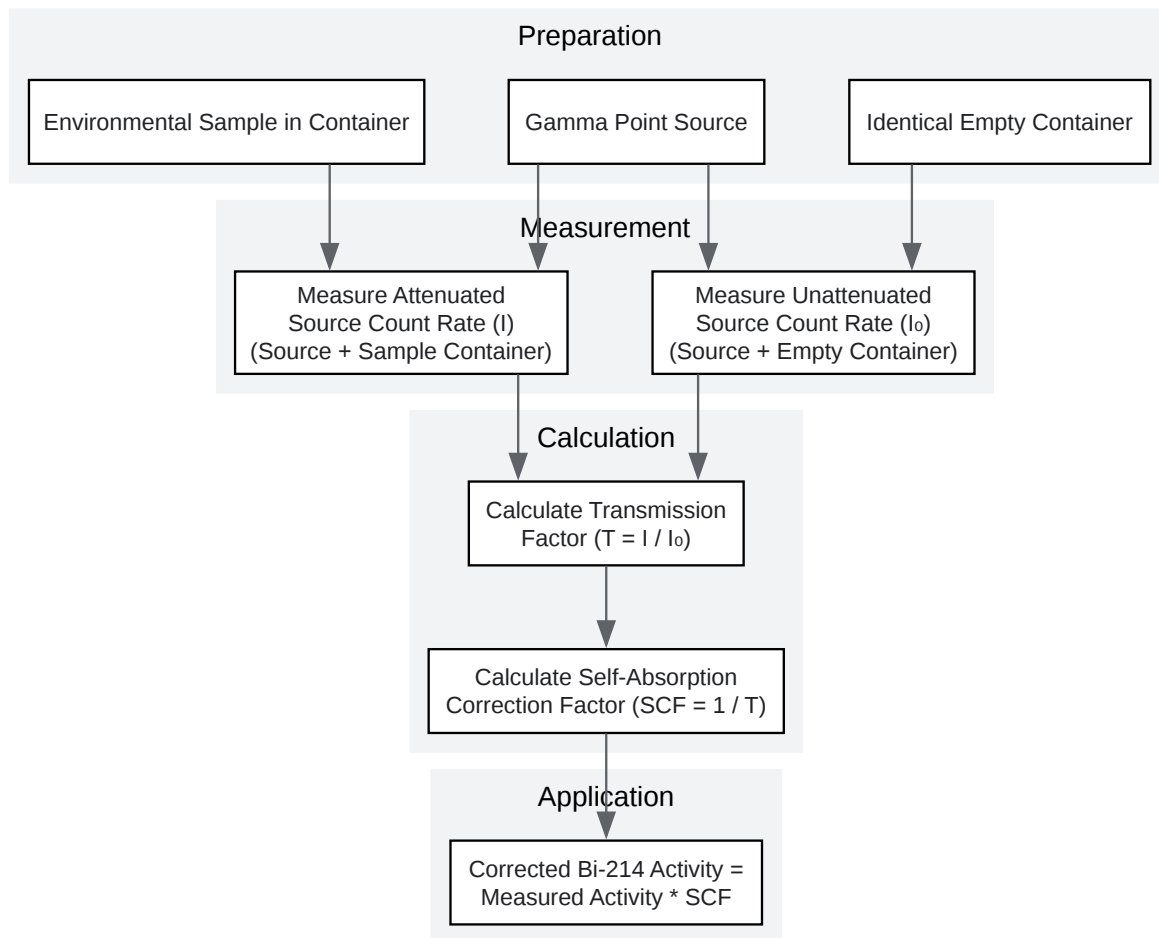 Preparation
Environmental Sample in Container
Gamma Point Source
Identical Empty Container
Measurement
Measure Attenuated
Source Count Rate (I)
(Source + Sample Container)
Measure Unattenuated
Source Count Rate (I₀)
(Source + Empty Container)
Calculation
Calculate Transmission
Factor (T = I / I₀)
Calculate Self-Absorption
Correction Factor (SCF = 1 / T)
Application
Corrected Bi-214 Activity =
Measured Activity * SCF